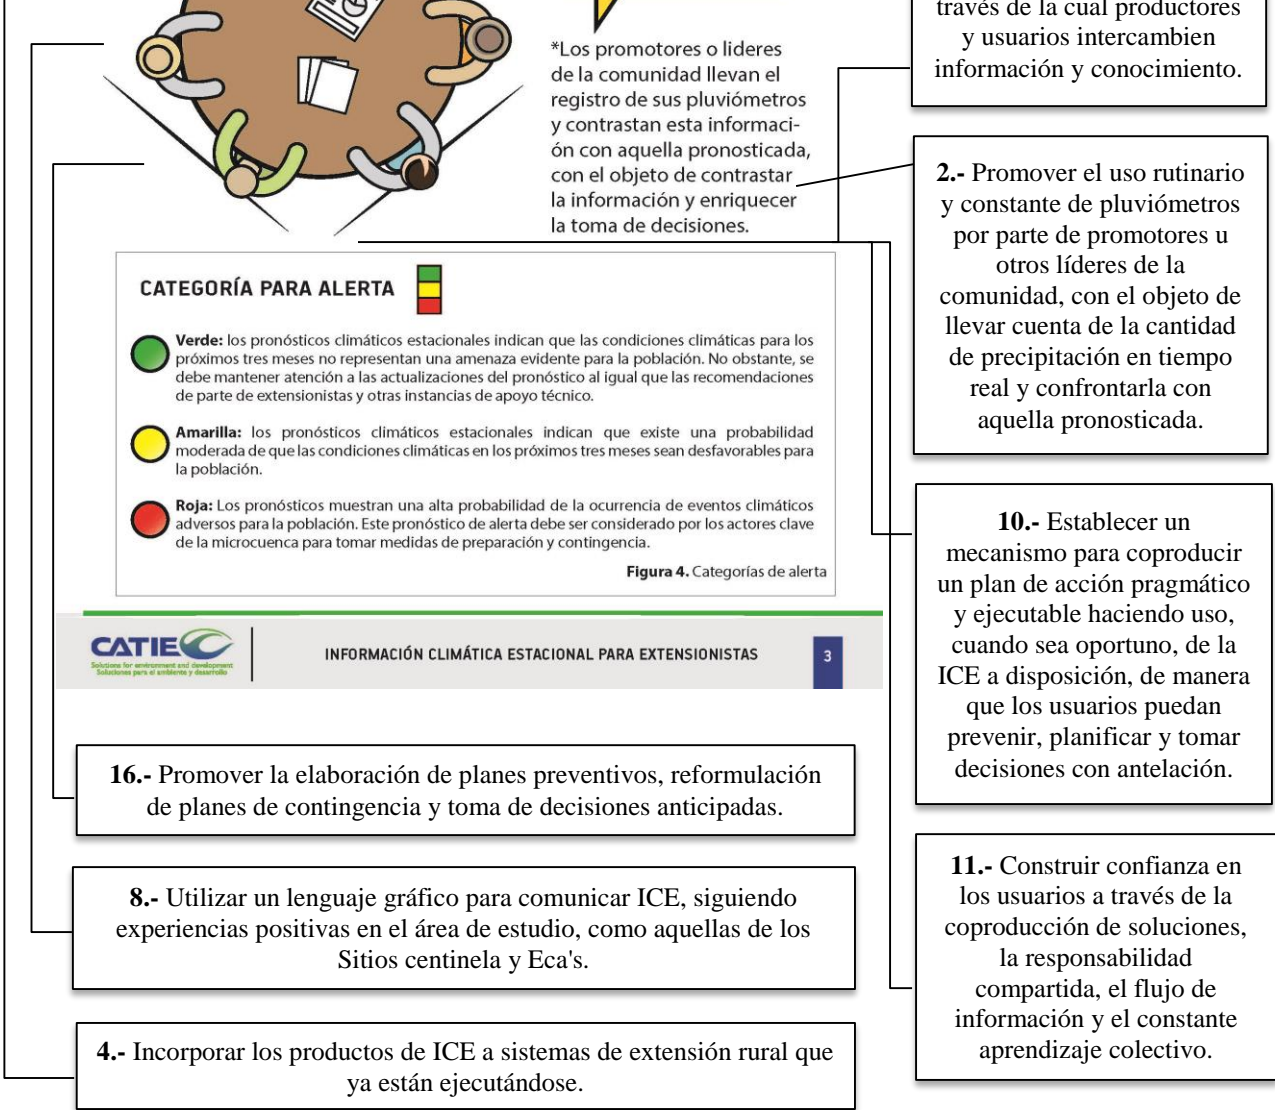 través de la cual productores
y usuarios intercambien
información y conocimiento.
*Los promotores o lideres
de la comunidad llevan el
registro de sus pluviómetros
y contrastan esta informaci-
ón con aquella pronosticada,
con el objeto de contrastar
la información y enriquecer
la toma de decisiones.
2.- Promover el uso rutinario
y constante de pluviómetros
por parte de promotores u
otros líderes de la
comunidad, con el objeto de
llevar cuenta de la cantidad
de precipitación en tiempo
real y confrontarla con
aquella pronosticada.
CATEGORÍA PARA ALERTA
Verde: los pronósticos climáticos estacionales indican que las condiciones climáticas para los
próximos tres meses no representan una amenaza evidente para la población. No obstante, se
debe mantener atención a las actualizaciones del pronóstico al igual que las recomendaciones
de parte de extensionistas y otras instancias de apoyo técnico.
Amarilla: los pronósticos climáticos estacionales indican que existe una probabilidad
moderada de que las condiciones climáticas en los próximos tres meses sean desfavorables para
la población.
Roja: Los pronósticos muestran una alta probabilidad de la ocurrencia de eventos climáticos
adversos para la población. Este pronóstico de alerta debe ser considerado por los actores clave
de la microcuenca para tomar medidas de preparación y contingencia.
Figura 4. Categorías de alerta
10.- Establecer un
mecanismo para coproducir
un plan de acción pragmático
y ejecutable haciendo uso,
cuando sea oportuno, de la
ICE a disposición, de manera
que los usuarios puedan
prevenir, planificar y tomar
decisiones con antelación.
CATIE
Solutions for environment and development
Soluciones para el ambiente y desarrollo
INFORMACIÓN CLIMÁTICA ESTACIONAL PARA EXTENSIONISTAS
3
16.- Promover la elaboración de planes preventivos, reformulación
de planes de contingencia y toma de decisiones anticipadas.
8.- Utilizar un lenguaje gráfico para comunicar ICE, siguiendo
experiencias positivas en el área de estudio, como aquellas de los
Sitios centinela y Eca's.
11.- Construir confianza en
los usuarios a través de la
coproducción de soluciones,
la responsabilidad
compartida, el flujo de
información y el constante
aprendizaje colectivo.
4.- Incorporar los productos de ICE a sistemas de extensión rural que
ya están ejecutándose.